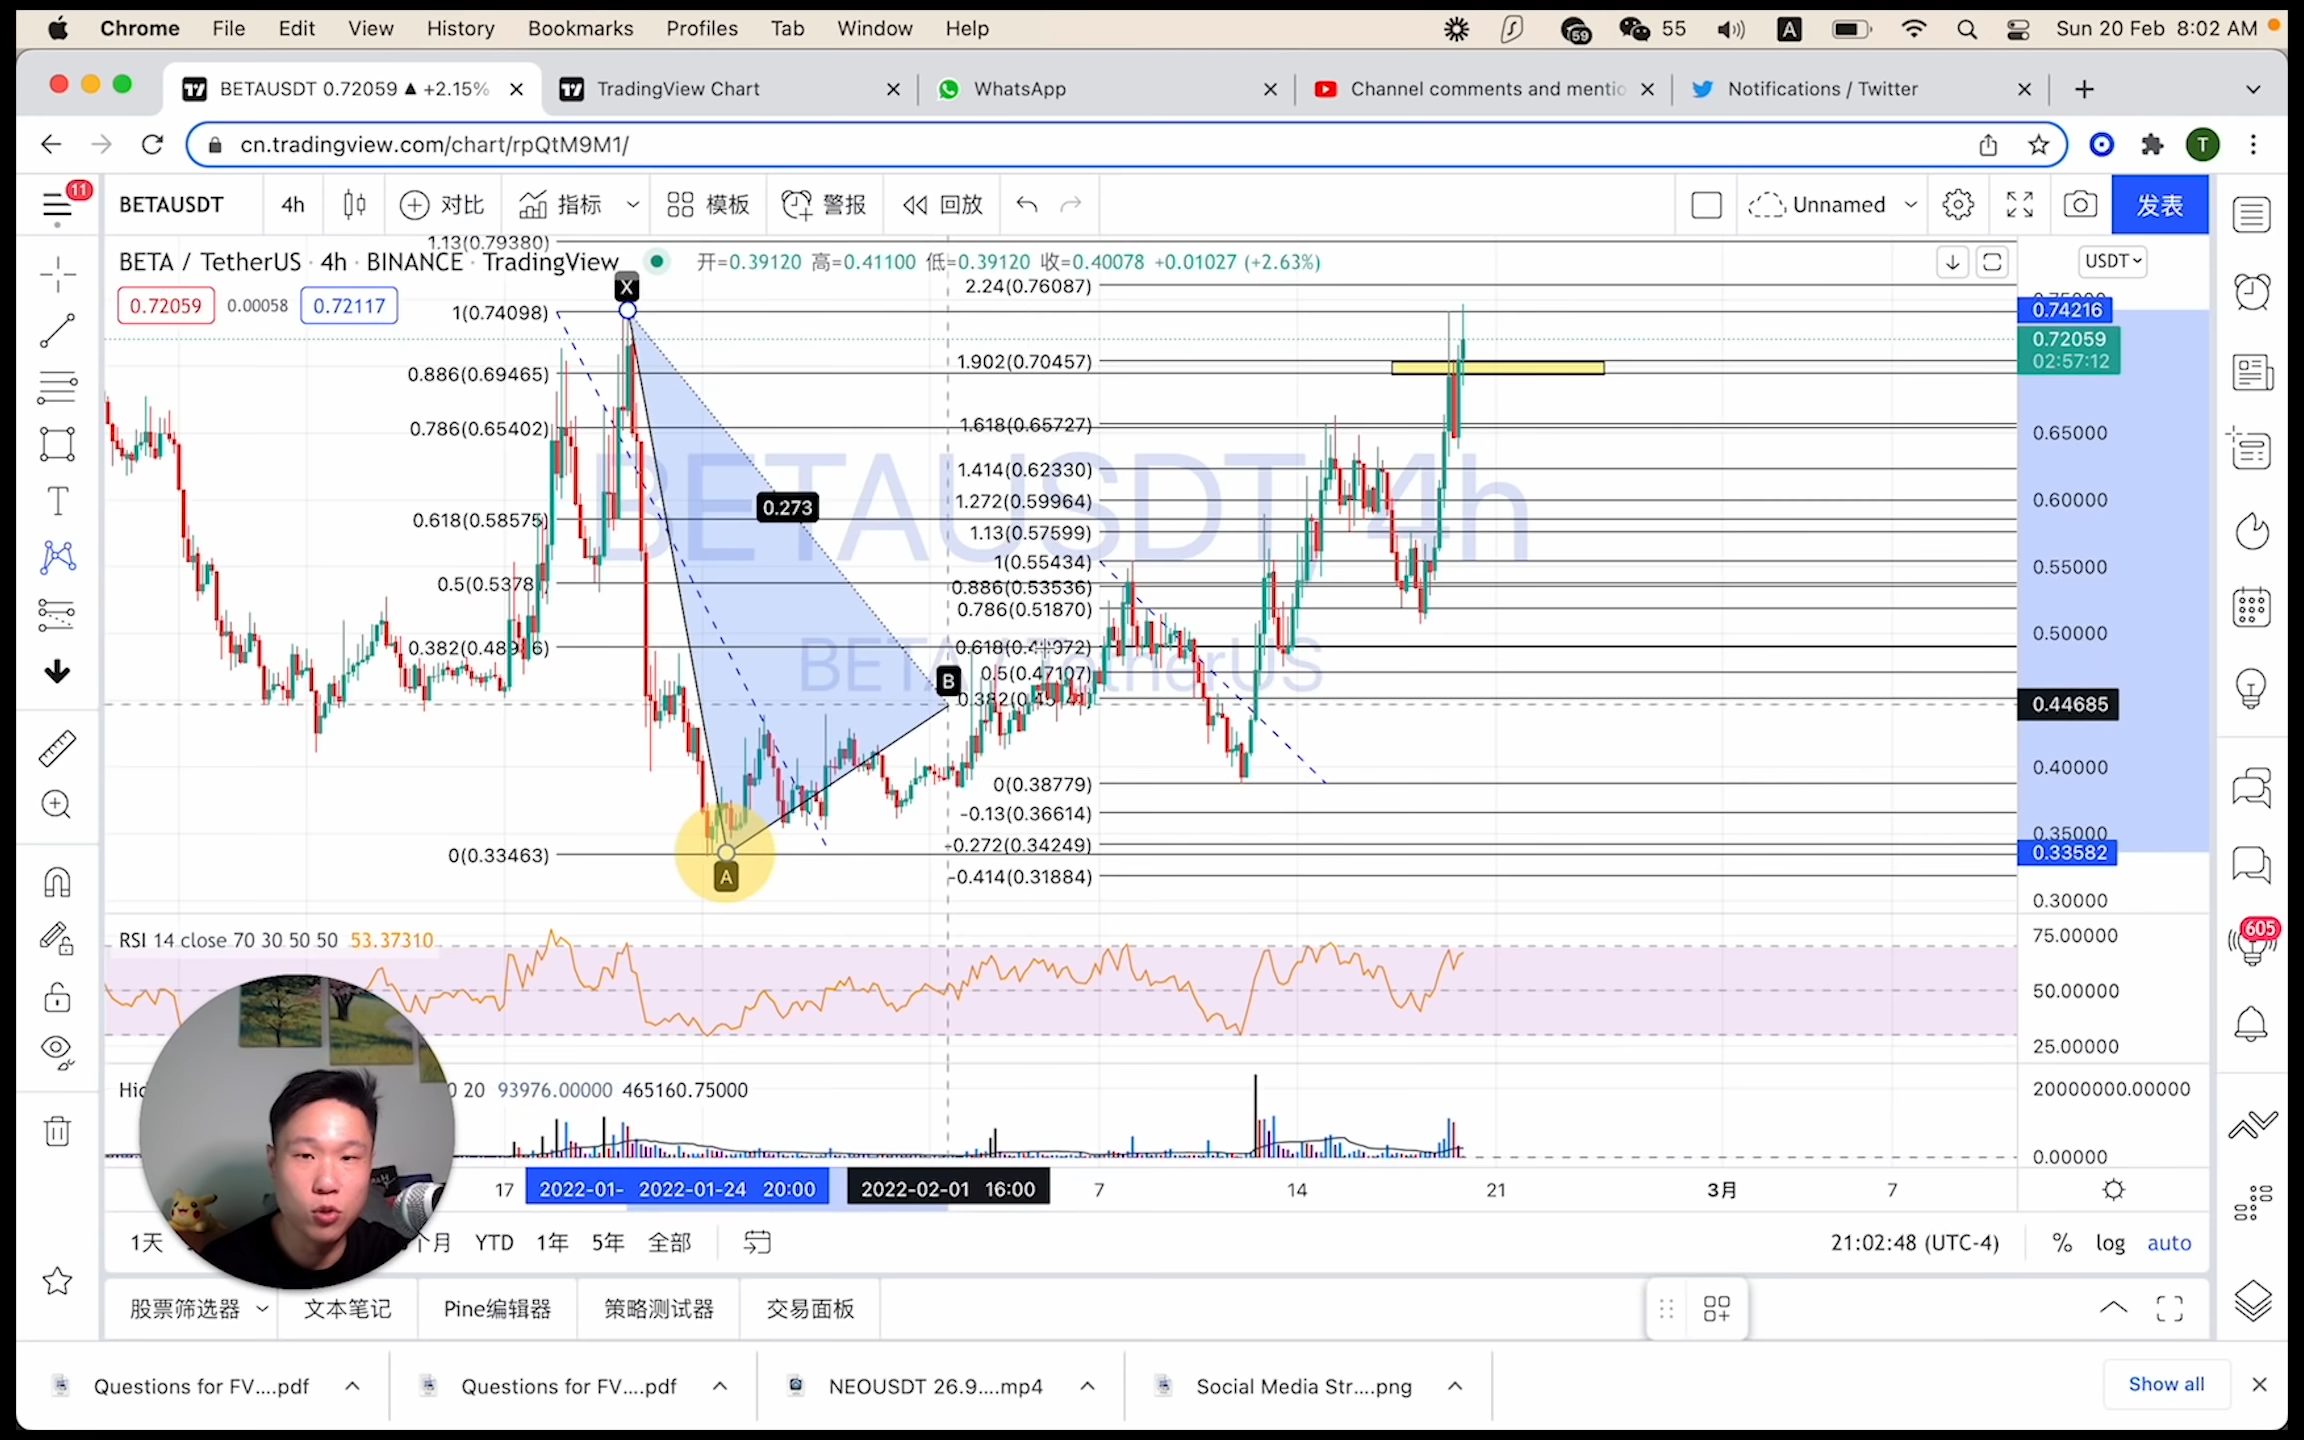 Chrome File Edit View History Bookmarks Profiles Tab Window Help 59 55 A Sun 20 Feb 8:02 AM
BETAUSDT 0.72059 ▲ +2.15% TradingView Chart WhatsApp Channel comments and mentio Notifications / Twitter
cn.tradingview.com/chart/rpQtM9M1/ T
11 BETAUSDT 4h 对比 指标 模板 警报 回放 Unnamed 发表
1.13(0.79380)
BETA / TetherUS · 4h · BINANCE · TradingView 开=0.39120 高=0.41100 低=0.39120 收=0.40078 +0.01027 (+2.63%) USDT
X 2.24(0.76087)
0.72059 0.00058 0.72117 1(0.74098) 0.74216
0.72059
02:57:12
1.902(0.70457)
0.886(0.69465)
0.786(0.65402) 1.618(0.65727) 0.65000
BETAUSDT 4h
1.414(0.62330)
0.273 1.272(0.59964) 0.60000
0.618(0.58575) 1.13(0.57599)
1(0.55434) 0.55000
0.5(0.5378 0.886(0.53536)
0.786(0.51870)
0.50000
BETA / TetherUS
0.382(0.48
0.5(0.47107)
B
0.44685
0.40000
0(0.38779)
-0.13(0.36614)
0.35000
-0.272(0.34249)
0(0.33463) 0.33582
A -0.414(0.31884)
0.30000
RSI 14 close 70 30 50 50 53.37310 75.00000
50.00000
25.00000
0 20 93976.00000 465160.75000 20000000.00000
0.00000
17 2022-01- 2022-01-24 20:00 2022-02-01 16:00 7 14 21 3月 7
605
1天 个月 YTD 1年 5年 全部 21:02:48 (UTC-4) % log auto
股票筛选器 文本笔记 Pine编辑器 策略测试器 交易面板
Questions for FV....pdf Questions for FV....pdf NEOUSDT 26.9....mp4 Social Media Str....png Show all